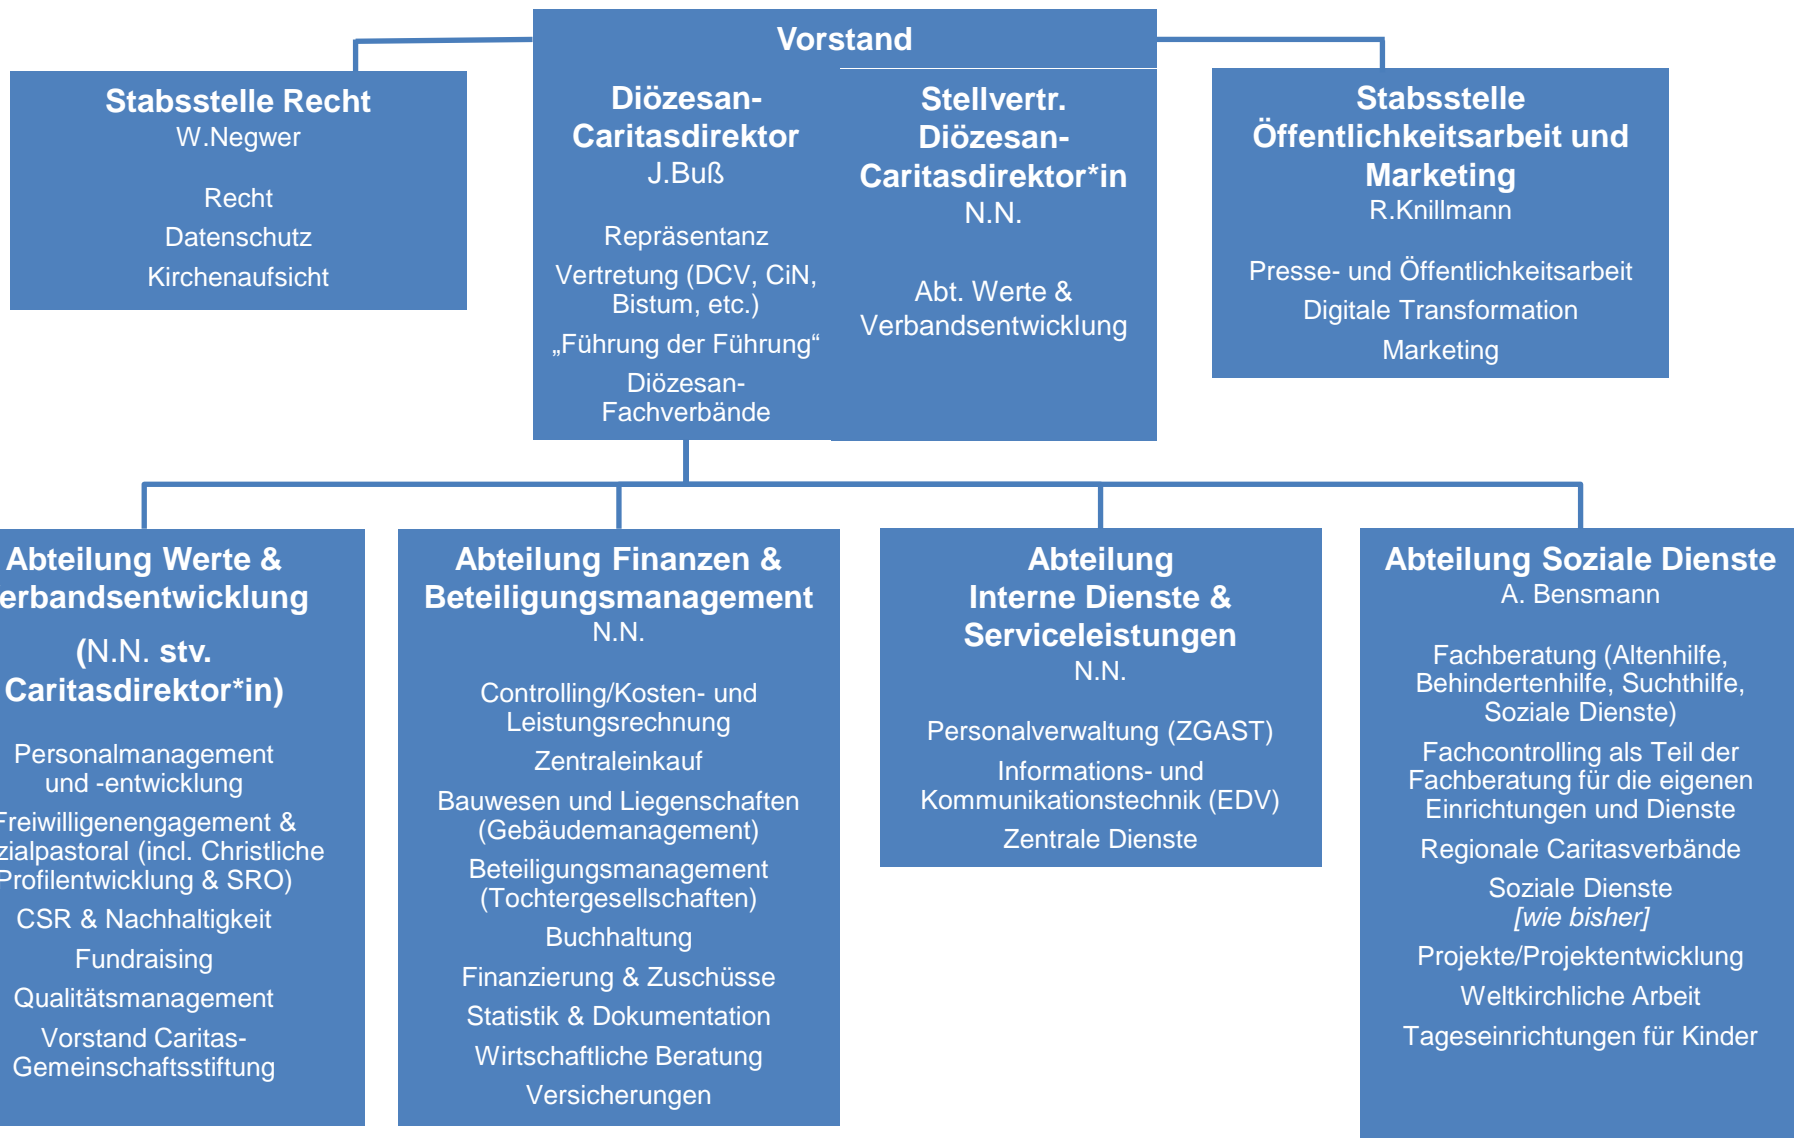 Vorstand
Stabsstelle Recht
W.Negwer
Recht
Datenschutz
Kirchenaufsicht
Diözesan-
Caritasdirektor
J.Buß
Repräsentanz
Vertretung (DCV, CiN,
Bistum, etc.)
„Führung der Führung“
Diözesan-
Fachverbände
Stellvertr.
Diözesan-
Caritasdirektor*in
N.N.
Abt. Werte &
Verbandsentwicklung
Stabsstelle
Öffentlichkeitsarbeit und
Marketing
R.Knillmann
Presse- und Öffentlichkeitsarbeit
Digitale Transformation
Marketing
Abteilung Werte &
erbandsentwicklung
(N.N. stv.
Caritasdirektor*in)
Personalmanagement
und -entwicklung
Freiwilligenengagement &
zialpastoral (incl. Christliche
Profilentwicklung & SRO)
CSR & Nachhaltigkeit
Fundraising
Qualitätsmanagement
Vorstand Caritas-
Gemeinschaftsstiftung
Abteilung Finanzen &
Beteiligungsmanagement
N.N.
Controlling/Kosten- und
Leistungsrechnung
Zentraleinkauf
Bauwesen und Liegenschaften
(Gebäudemanagement)
Beteiligungsmanagement
(Tochtergesellschaften)
Buchhaltung
Finanzierung & Zuschüsse
Statistik & Dokumentation
Wirtschaftliche Beratung
Versicherungen
Abteilung
Interne Dienste &
Serviceleistungen
N.N.
Personalverwaltung (ZGAST)
Informations- und
Kommunikationstechnik (EDV)
Zentrale Dienste
Abteilung Soziale Dienste
A. Bensmann
Fachberatung (Altenhilfe,
Behindertenhilfe, Suchthilfe,
Soziale Dienste)
Fachcontrolling als Teil der
Fachberatung für die eigenen
Einrichtungen und Dienste
Regionale Caritasverbände
Soziale Dienste
[wie bisher]
Projekte/Projektentwicklung
Weltkirchliche Arbeit
Tageseinrichtungen für Kinder